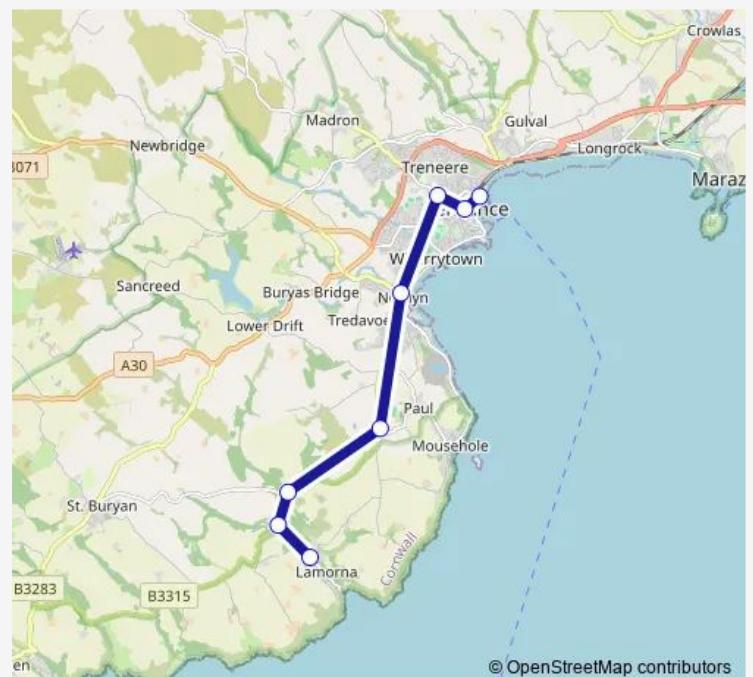 Crowlas
Madron
Gulval
Newbridge
Longrock
3071
Treneere
Maraz
Sancreed
Buryas Bridge
Lower Drift
A30
Paul
Mousehole
St. Buryan
Cornwall
Lamorna
B3283
B3315
en
© OpenStreetMap contributors